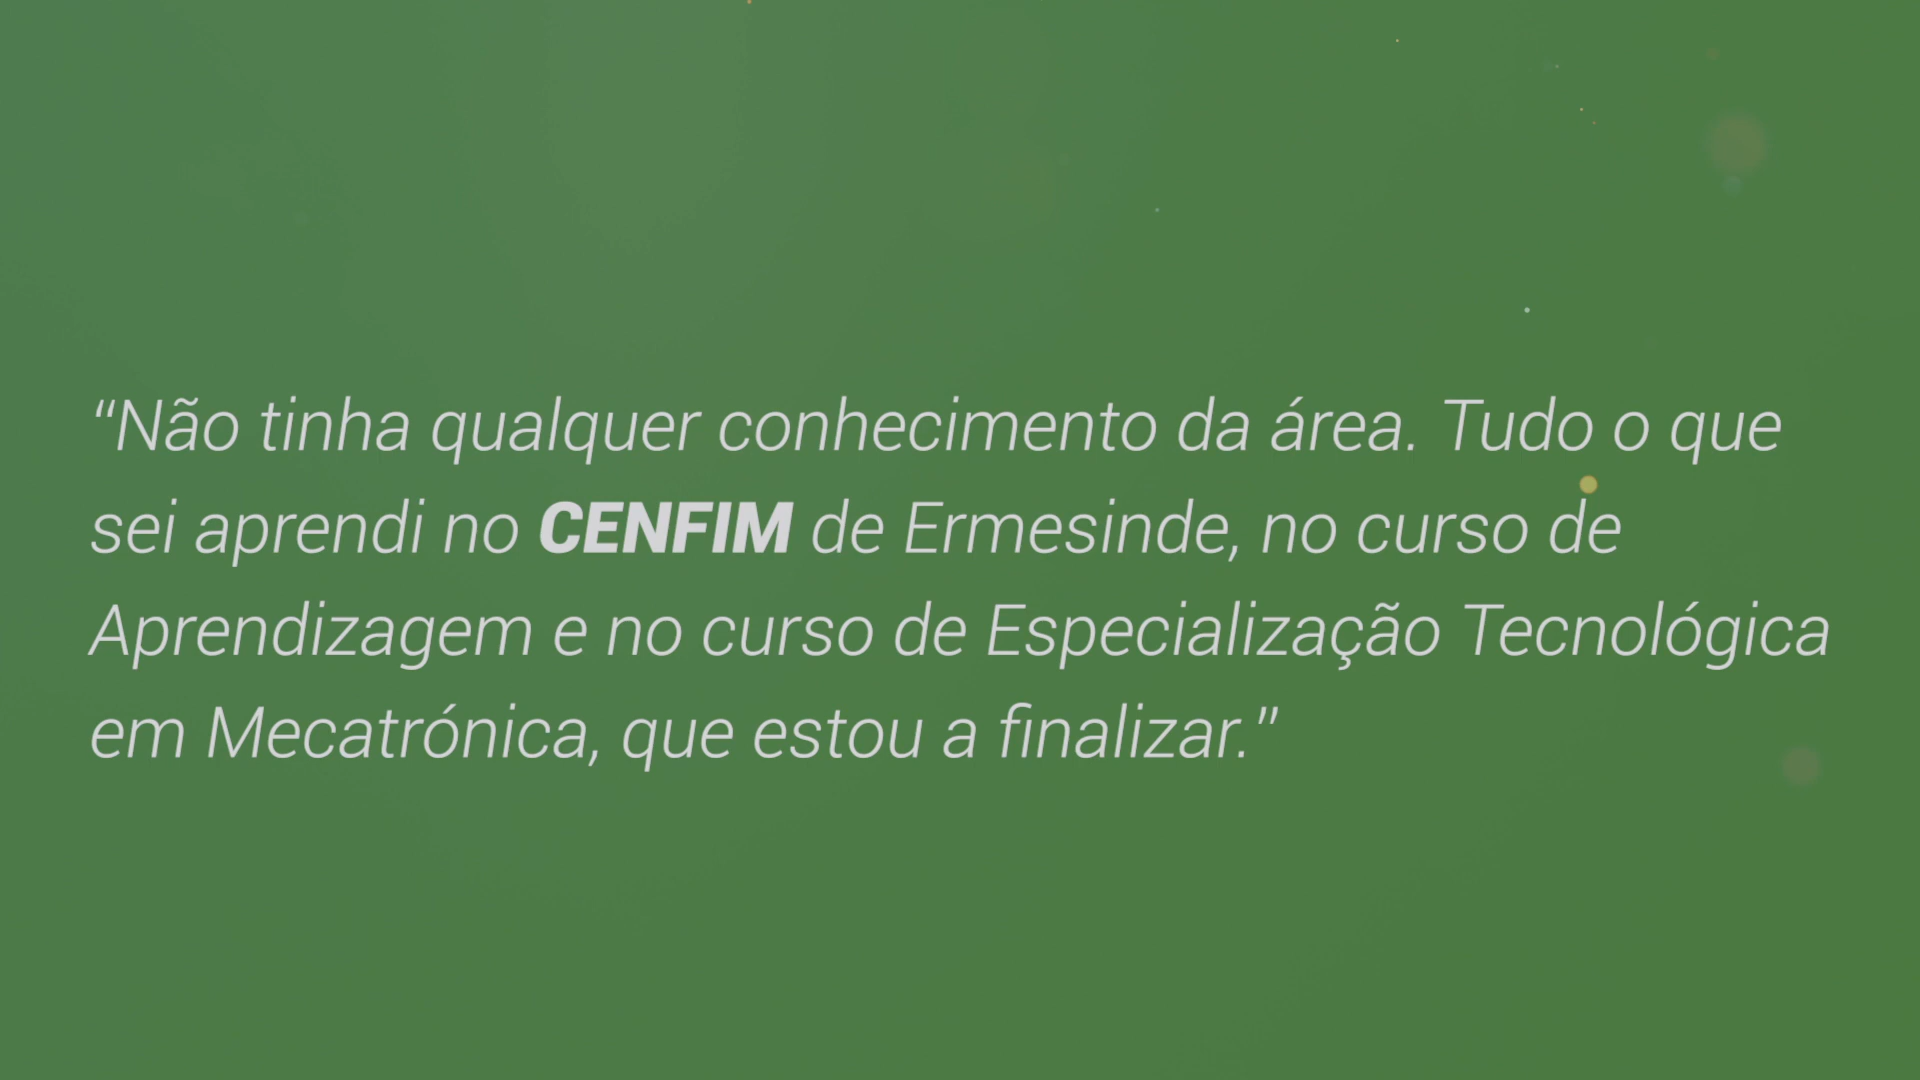 “Não tinha qualquer conhecimento da área. Tudo o que
sei aprendi no CENFIM de Ermesinde, no curso de
Aprendizagem e no curso de Especialização Tecnológica
em Mecatrónica, que estou a finalizar.”